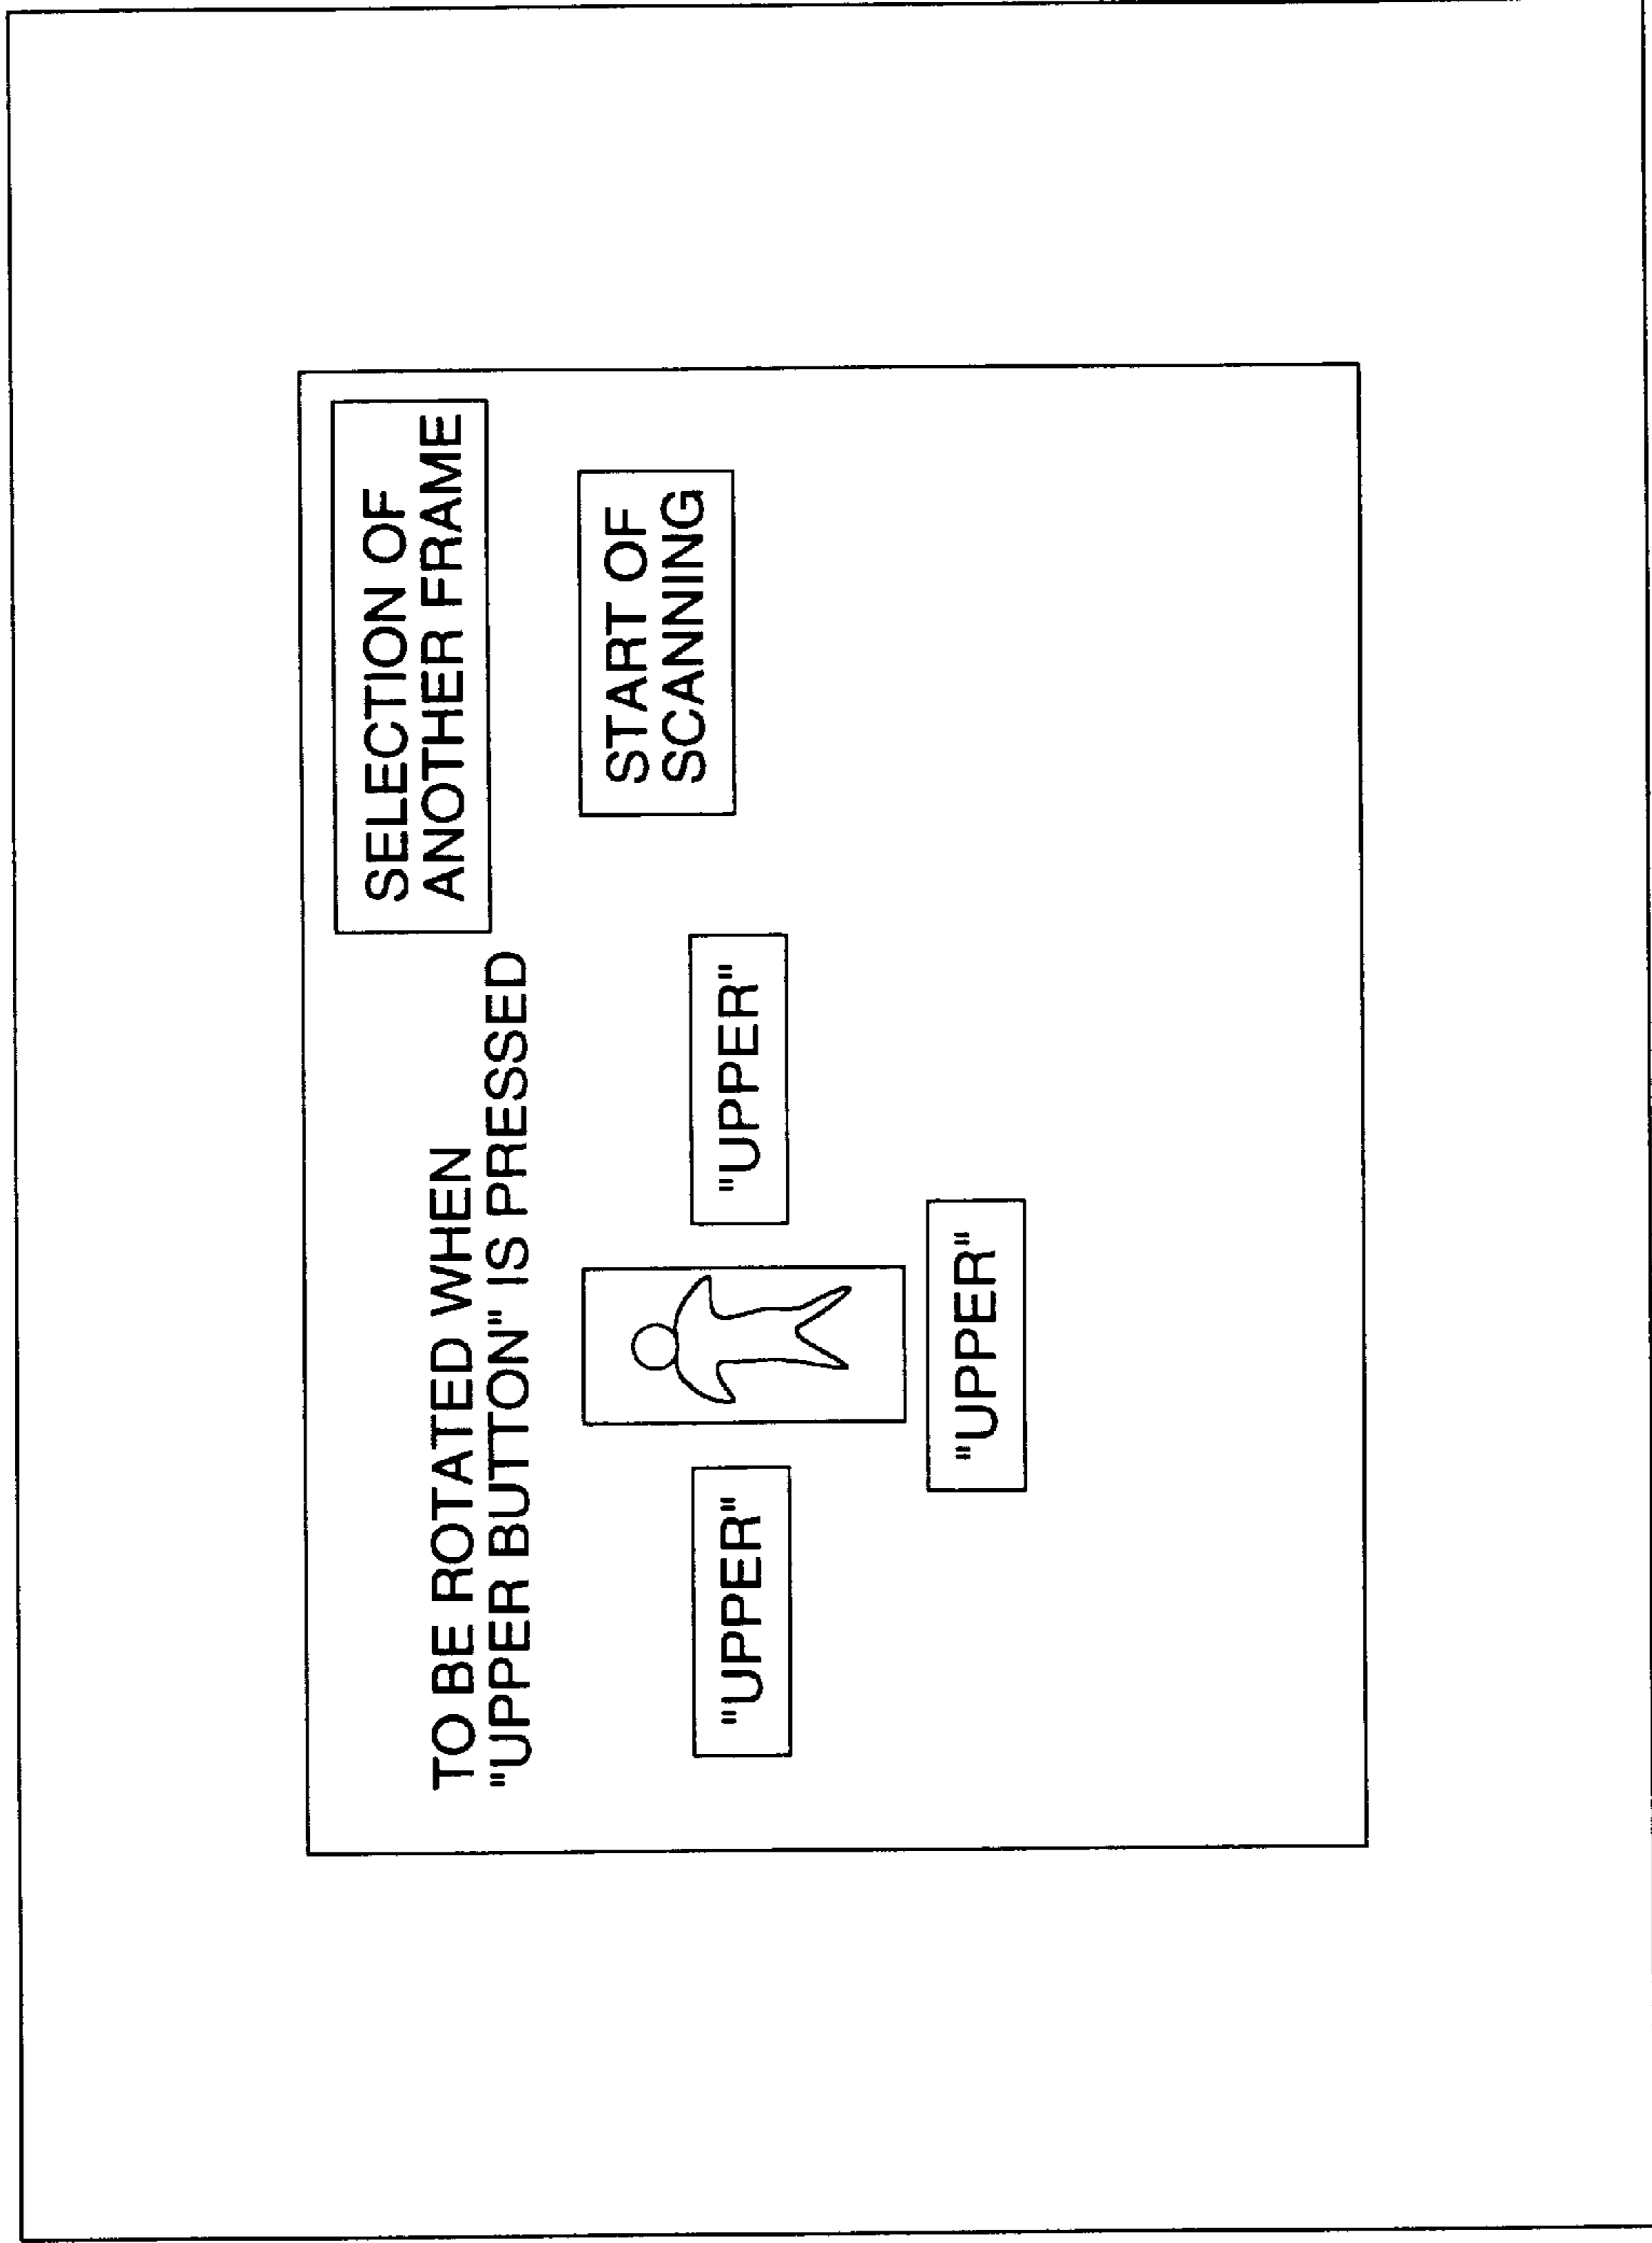 SELECTION OF
ANOTHER FRAME
TO BE ROTATED WHEN
"UPPER BUTTON" IS PRESSED
START OF
SCANNING
"UPPER"
"UPPER"
"UPPER"